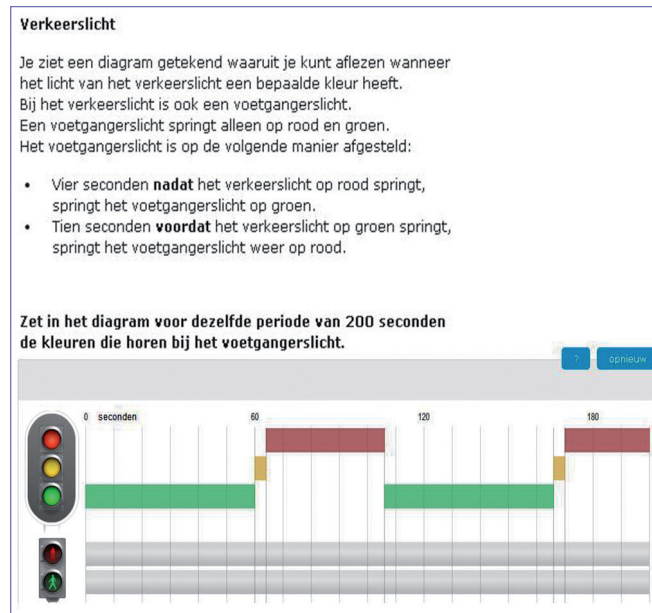 Verkeerslicht
Je ziet een diagram getekend waaruit je kunt aflezen wanneer
het licht van het verkeerslicht een bepaalde kleur heeft.
Bij het verkeerslicht is ook een voetgangerslicht.
Een voetgangerslicht springt alleen op rood en groen.
Het voetgangerslicht is op de volgende manier afgesteld:
• Vier seconden nadat het verkeerslicht op rood springt,
springt het voetgangerslicht op groen.
• Tien seconden voordat het verkeerslicht op groen springt,
springt het voetgangerslicht weer op rood.
Zet in het diagram voor dezelfde periode van 200 seconden
de kleuren die horen bij het voetgangerslicht.
? opnieuw
0 seconden 60 120 180